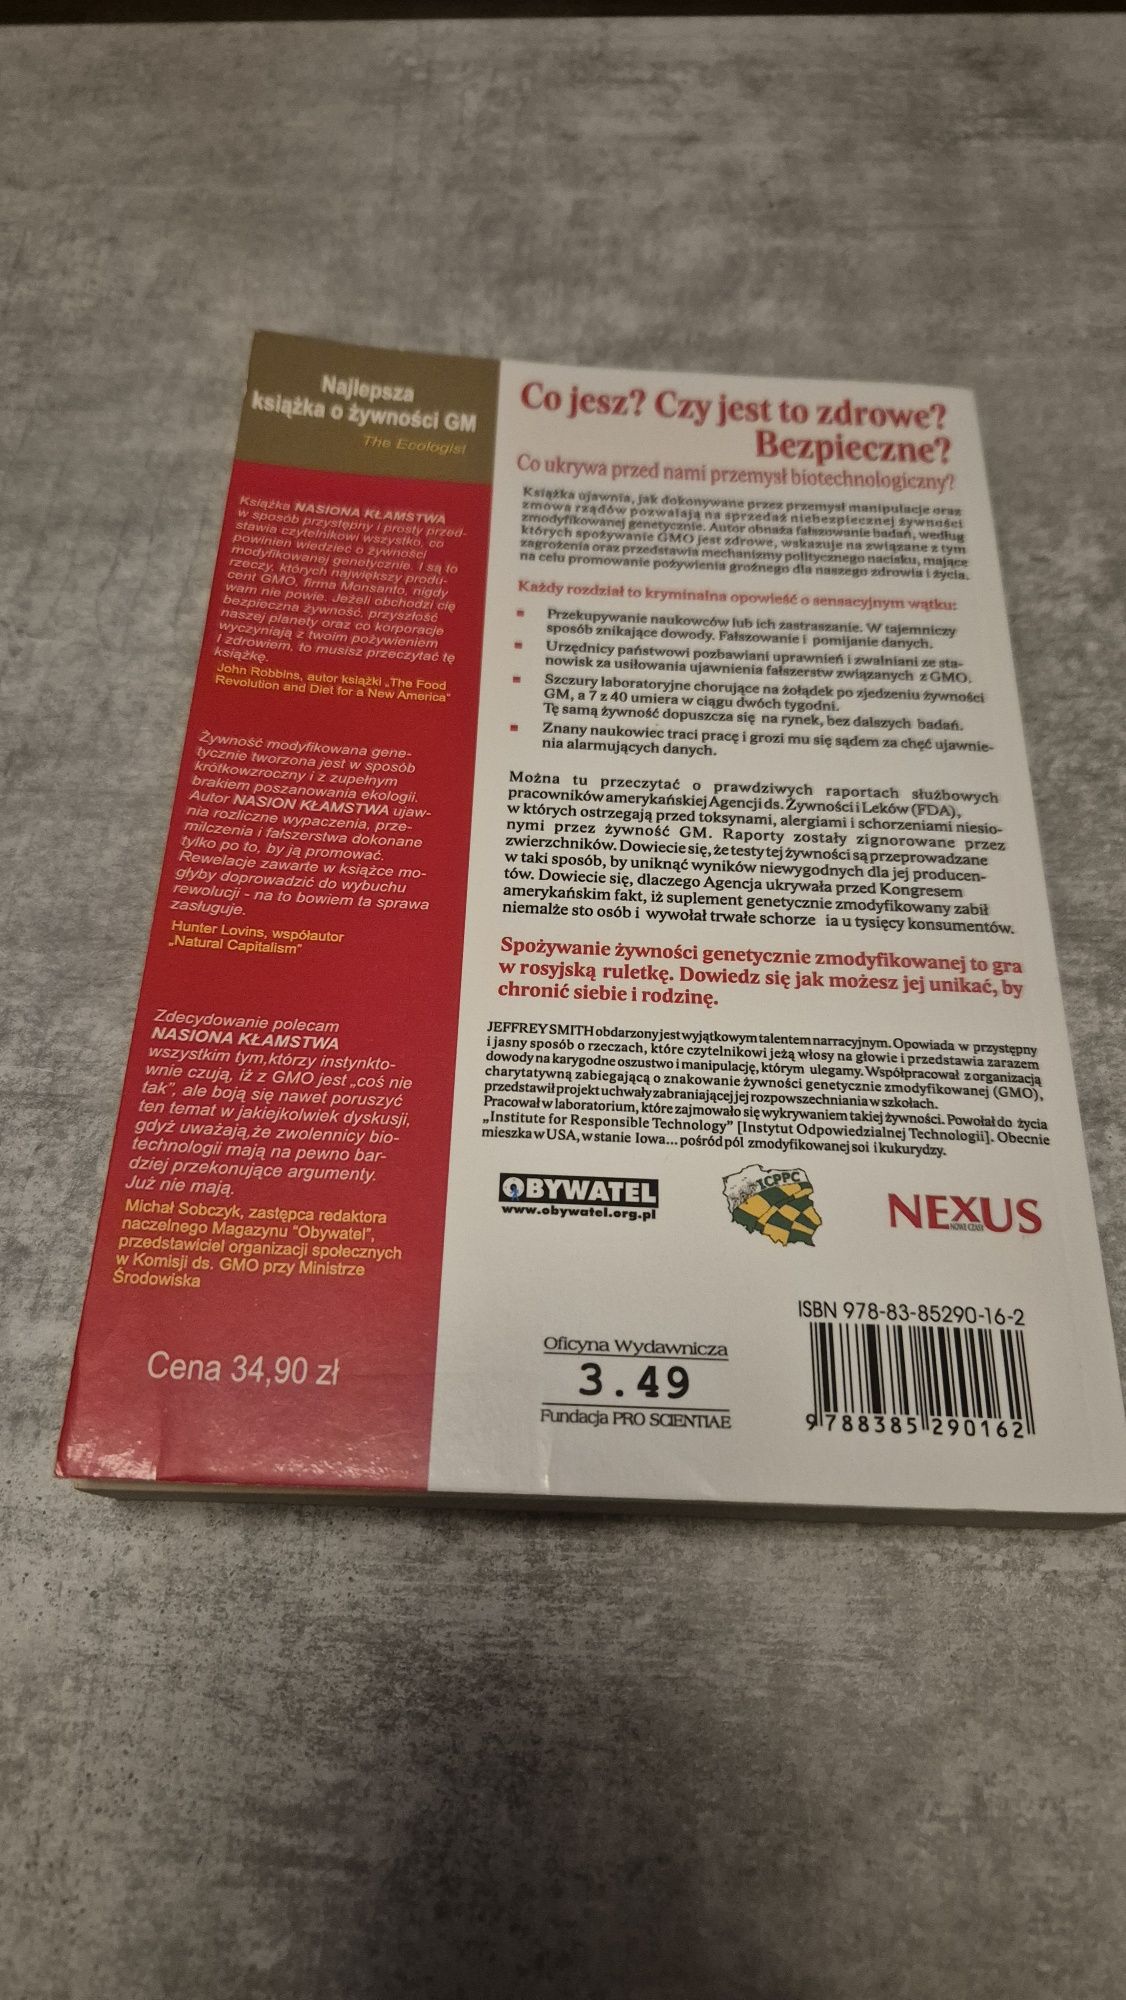 Najlepsza
książka o żywności GM
The Ecologist
Książka NASIONA KŁAMSTWA
w sposób przystępny i prosty przed-
stawia czytelnikowi wszystko, co
powinien wiedzieć o żywności
modyfikowanej genetycznie. I są to
rzeczy, których największy produ-
cent GMO, firma Monsanto, nigdy
wam nie powie. Jeżeli obchodzi cię
bezpieczna żywność, przyszłość
naszej planety oraz co korporacje
wyczyniają z twoim pożywieniem
i zdrowiem, to musisz przeczytać tę
książkę.
John Robbins, autor książki „The Food
Revolution and Diet for a New America"
Żywność modyfikowana gene-
tycznie tworzona jest w sposób
krótkowzroczny i z zupełnym
brakiem poszanowania ekologii.
Autor NASION KŁAMSTWA ujaw-
nia rozliczne wypaczenia, prze-
milczenia i fałszerstwa dokonane
tylko po to, by ją promować.
Rewelacje zawarte w książce mo-
głyby doprowadzić do wybuchu
rewolucji - na to bowiem ta sprawa
zasługuje.
Hunter Lovins, współautor
„Natural Capitalism"
Zdecydowanie polecam
NASIONA KŁAMSTWA
wszystkim tym,którzy instynkto-
wnie czują, iż z GMO jest „coś nie
tak", ale boją się nawet poruszyć
ten temat w jakiejkolwiek dyskusji,
gdyż uważają,że zwolennicy bio-
technologii mają na pewno bar-
dziej przekonujące argumenty.
Już nie mają.
Michał Sobczyk, zastępca redaktora
naczelnego Magazynu "Obywatel",
przedstawiciel organizacji społecznych
w Komisji ds. GMO przy Ministrze
Środowiska
Cena 34,90 zł
Co jesz? Czy jest to zdrowe?
Bezpieczne?
Co ukrywa przed nami przemysł biotechnologiczny?
Książka ujawnia, jak dokonywane przez przemysł manipulacje oraz
zmowa rządów pozwalają na sprzedaż niebezpiecznej żywności
zmodyfikowanej genetycznie. Autor obnaża fałszowanie badań, według
których spożywanie GMO jest zdrowe, wskazuje na związane z tym
zagrożenia oraz przedstawia mechanizmy politycznego nacisku, mające
na celu promowanie pożywienia groźnego dla naszego zdrowia i życia.
Każdy rozdział to kryminalna opowieść o sensacyjnym wątku:
▪ Przekupywanie naukowców lub ich zastraszanie. W tajemniczy
sposób znikające dowody. Fałszowanie i pomijanie danych.
▪ Urzędnicy państwowi pozbawiani uprawnień i zwalniani ze sta-
nowisk za usiłowania ujawnienia fałszerstw związanych z GMO.
▪ Szczury laboratoryjne chorujące na żołądek po zjedzeniu żywności
GM, a 7 z 40 umiera w ciągu dwóch tygodni.
Tę samą żywność dopuszcza się na rynek, bez dalszych badań.
▪ Znany naukowiec traci pracę i grozi mu się sądem za chęć ujawnie-
nia alarmujących danych.
Można tu przeczytać o prawdziwych raportach służbowych
pracowników amerykańskiej Agencji ds. Żywności i Leków (FDA),
w których ostrzegają przed toksynami, alergiami i schorzeniami niesio-
nymi przez żywność GM. Raporty zostały zignorowane przez
zwierzchników. Dowiecie się, że testy tej żywności są przeprowadzane
w taki sposób, by uniknąć wyników niewygodnych dla jej producen-
tów. Dowiecie się, dlaczego Agencja ukrywała przed Kongresem
amerykańskim fakt, iż suplement genetycznie zmodyfikowany zabił
niemalże sto osób i wywołał trwałe schorze ia u tysięcy konsumentów.
Spożywanie żywności genetycznie zmodyfikowanej to gra
w rosyjską ruletkę. Dowiedz się jak możesz jej unikać, by
chronić siebie i rodzinę.
JEFFREY SMITH obdarzony jest wyjątkowym talentem narracyjnym. Opowiada w przystępny
i jasny sposób o rzeczach, które czytelnikowi jeżą włosy na głowie i przedstawia zarazem
dowody na karygodne oszustwo i manipulację, którym ulegamy. Współpracował z organizacją
charytatywną zabiegającą o znakowanie żywności genetycznie zmodyfikowanej (GMO),
przedstawił projekt uchwały zabraniającej jej rozpowszechniania w szkołach.
Pracował w laboratorium, które zajmowało się wykrywaniem takiej żywności. Powołał do życia
„Institute for Responsible Technology" [Instytut Odpowiedzialnej Technologii]. Obecnie
mieszka w USA, w stanie Iowa... pośród pól zmodyfikowanej soi i kukurydzy.
OBYWATEL
www.obywatel.org.pl
ICPPC
NEXUS
NOWE CZASY
ISBN 978-83-85290-16-2
Oficyna Wydawnicza
3.49
Fundacja PRO SCIENTIAE
9 788385 290162